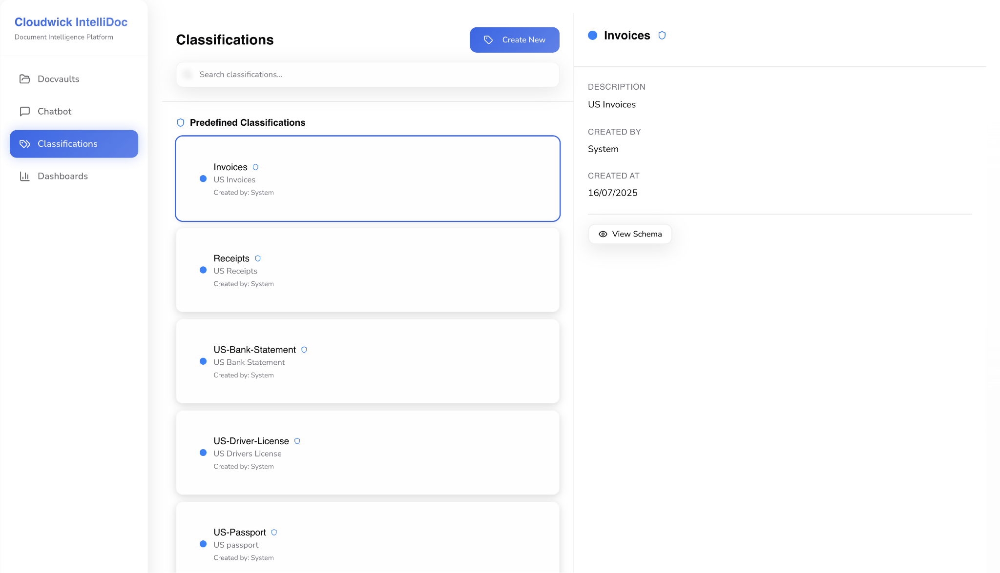 Cloudwick IntelliDoc
Document Intelligence Platform
Docvaults
Chatbot
Classifications
Dashboards
Classifications
Create New
Search classifications...
Predefined Classifications
Invoices
US Invoices
Created by: System
Receipts
US Receipts
Created by: System
US-Bank-Statement
US Bank Statement
Created by: System
US-Driver-License
US Drivers License
Created by: System
US-Passport
US passport
Created by: System
Invoices
DESCRIPTION
US Invoices
CREATED BY
System
CREATED AT
16/07/2025
View Schema